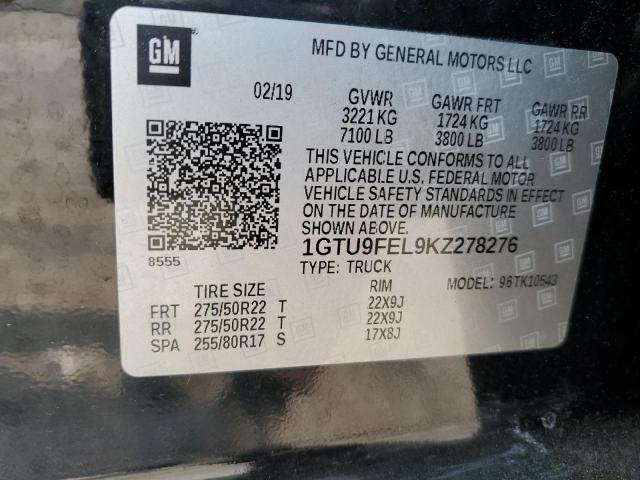 GM
MFD BY GENERAL MOTORS LLC
02/19 GVWR GAWR FRT GAWR RR
3221 KG 1724 KG 1724 KG
7100 LB 3800 LB 3800 LB
THIS VEHICLE CONFORMS TO ALL
APPLICABLE U.S. FEDERAL MOTOR
VEHICLE SAFETY STANDARDS IN EFFECT
ON THE DATE OF MANUFACTURE
SHOWN ABOVE.
8555 1GTU9FEL9KZ278276
TYPE: TRUCK MODEL: 96TK10543
TIRE SIZE RIM
FRT 275/50R22 T 22X9J
RR 275/50R22 T 22X9J
SPA 255/80R17 S 17X8J